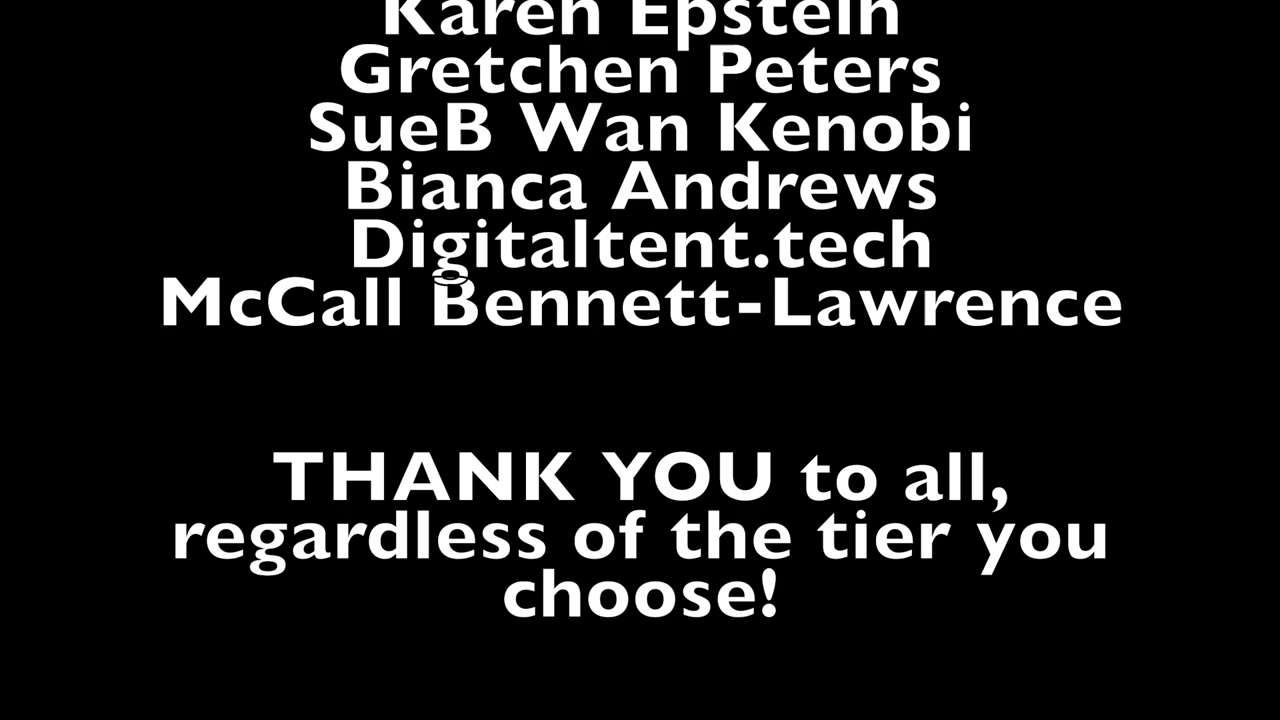 Karen Epstein
Gretchen Peters
SueB Wan Kenobi
Bianca Andrews
Digitaltent.tech
McCall Bennett-Lawrence
THANK YOU to all,
regardless of the tier you
choose!